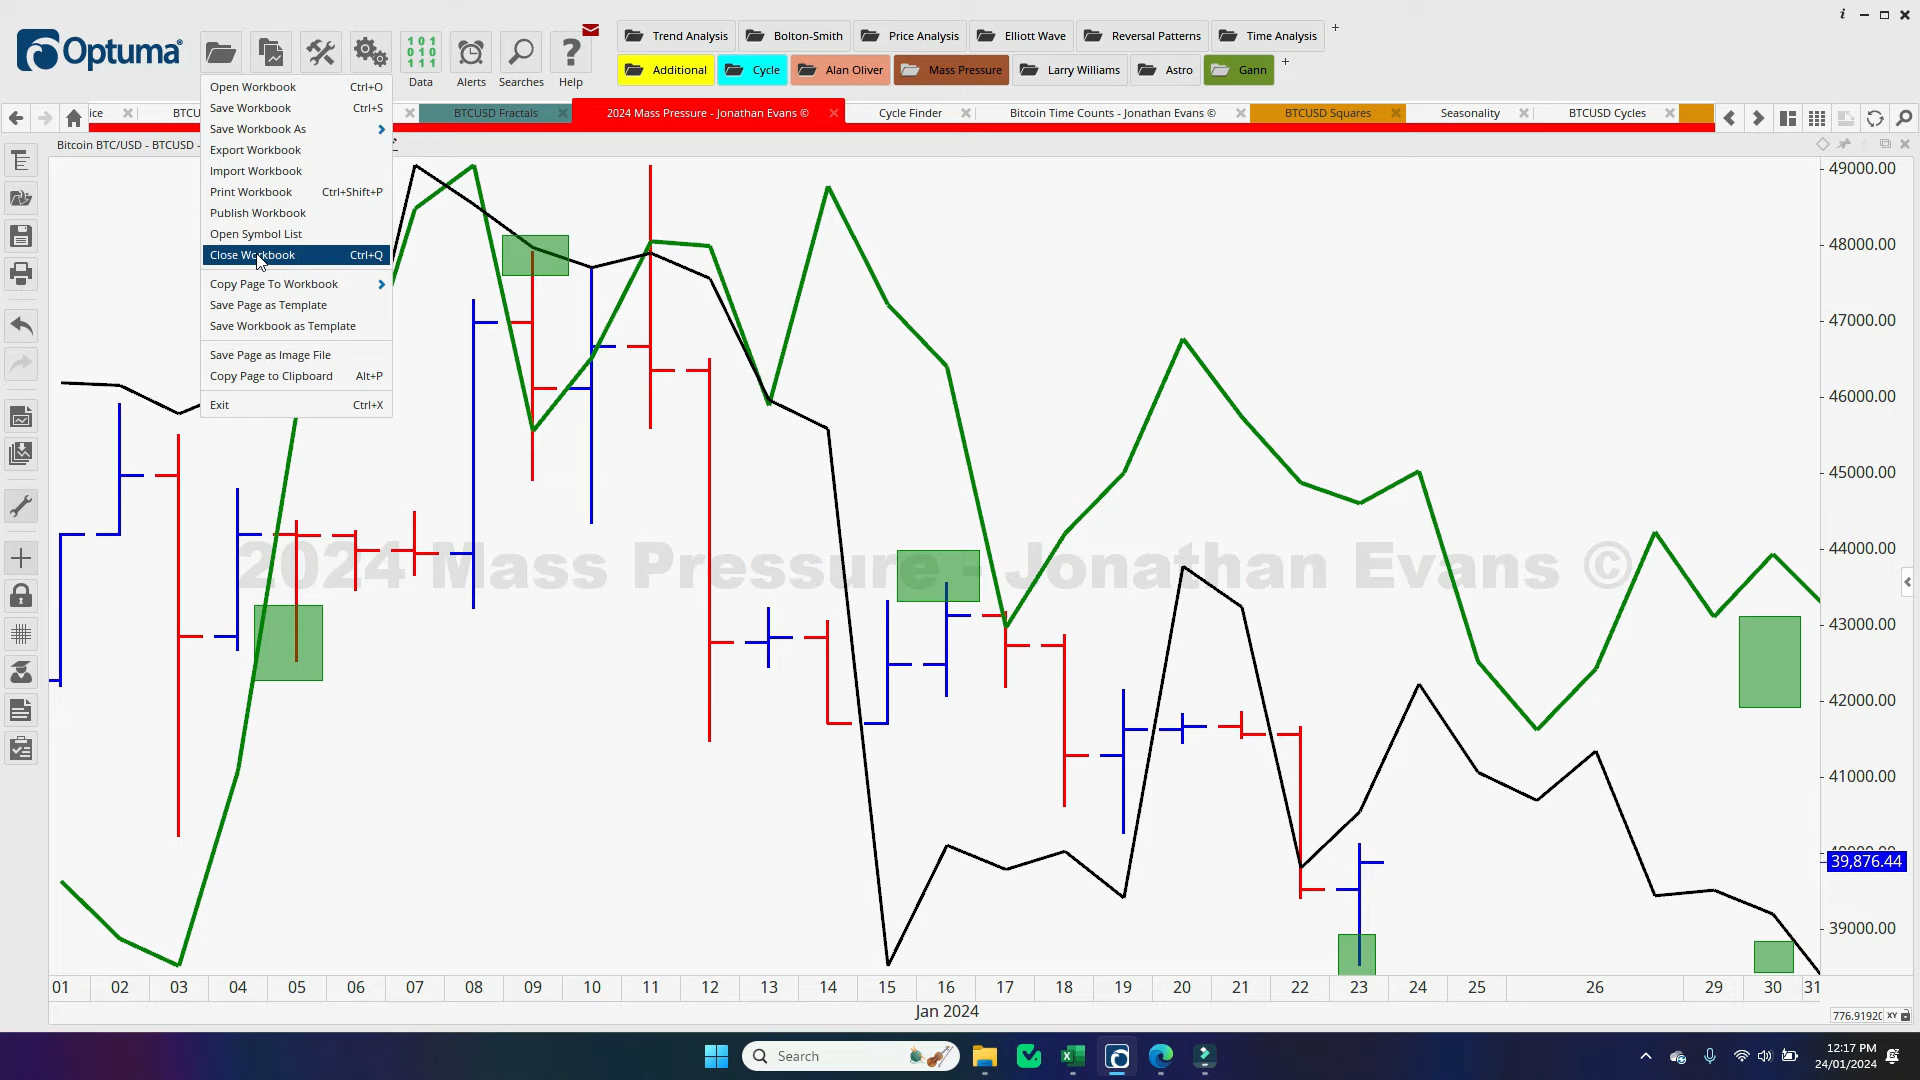 i
Optuma
Data
Alerts
Searches
Help
Trend Analysis
Bolton-Smith
Price Analysis
Elliott Wave
Reversal Patterns
Time Analysis
+
Additional
Cycle
Alan Oliver
Mass Pressure
Larry Williams
Astro
Gann
+
ice
BTCU
BTCUSD Fractals
2024 Mass Pressure - Jonathan Evans ©
Cycle Finder
Bitcoin Time Counts - Jonathan Evans ©
BTCUSD Squares
Seasonality
BTCUSD Cycles
Bitcoin BTC/USD - BTCUSD -
Open Workbook Ctrl+O
Save Workbook Ctrl+S
Save Workbook As
Export Workbook
Import Workbook
Print Workbook Ctrl+Shift+P
Publish Workbook
Open Symbol List
Close Workbook Ctrl+Q
Copy Page To Workbook
Save Page as Template
Save Workbook as Template
Save Page as Image File
Copy Page to Clipboard Alt+P
Exit Ctrl+X
2024 Mass Pressure - Jonathan Evans ©
49000.00
48000.00
47000.00
46000.00
45000.00
44000.00
43000.00
42000.00
41000.00
40000.00
39,876.44
39000.00
01 02 03 04 05 06 07 08 09 10 11 12 13 14 15 16 17 18 19 20 21 22 23 24 25 26 29 30 31
Jan 2024
776.9192( XY
Search
12:17 PM
24/01/2024